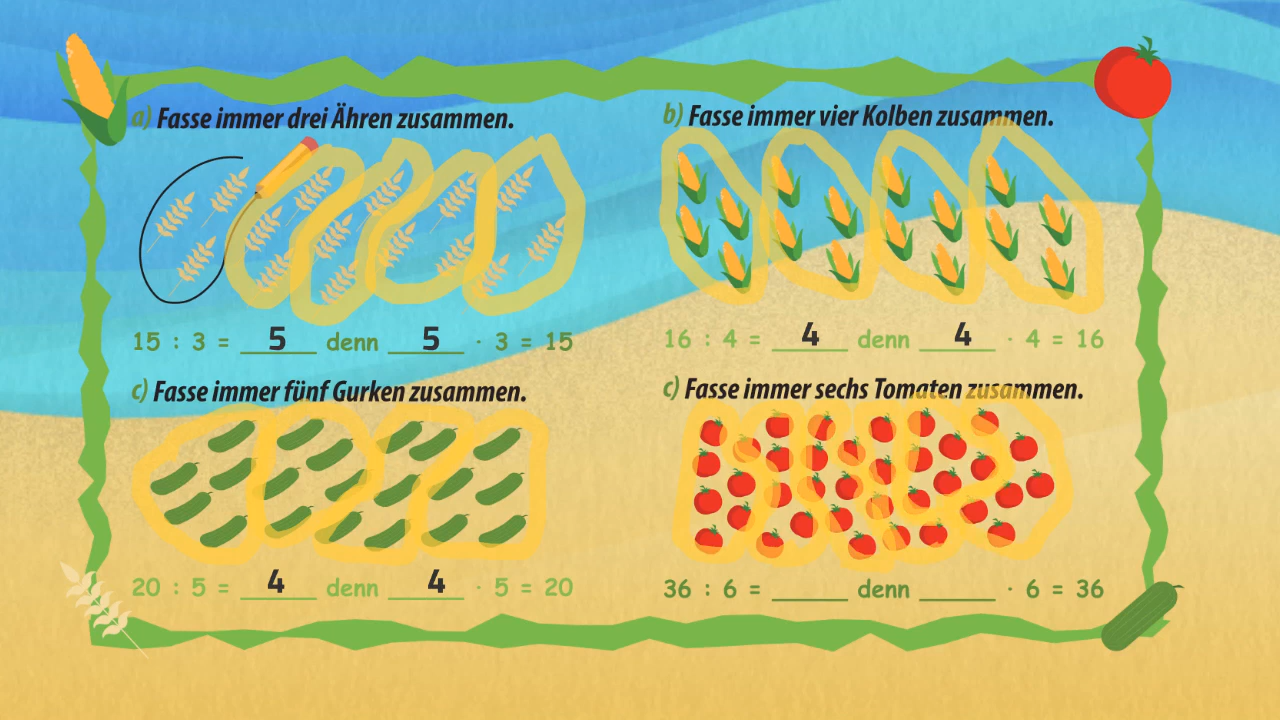 a) Fasse immer drei Ähren zusammen.
15 : 3 = 5 denn 5 · 3 = 15
b) Fasse immer vier Kolben zusammen.
16 : 4 = 4 denn 4 · 4 = 16
c) Fasse immer fünf Gurken zusammen.
20 : 5 = 4 denn 4 · 5 = 20
c) Fasse immer sechs Tomaten zusammen.
36 : 6 = ______ denn ______ · 6 = 36